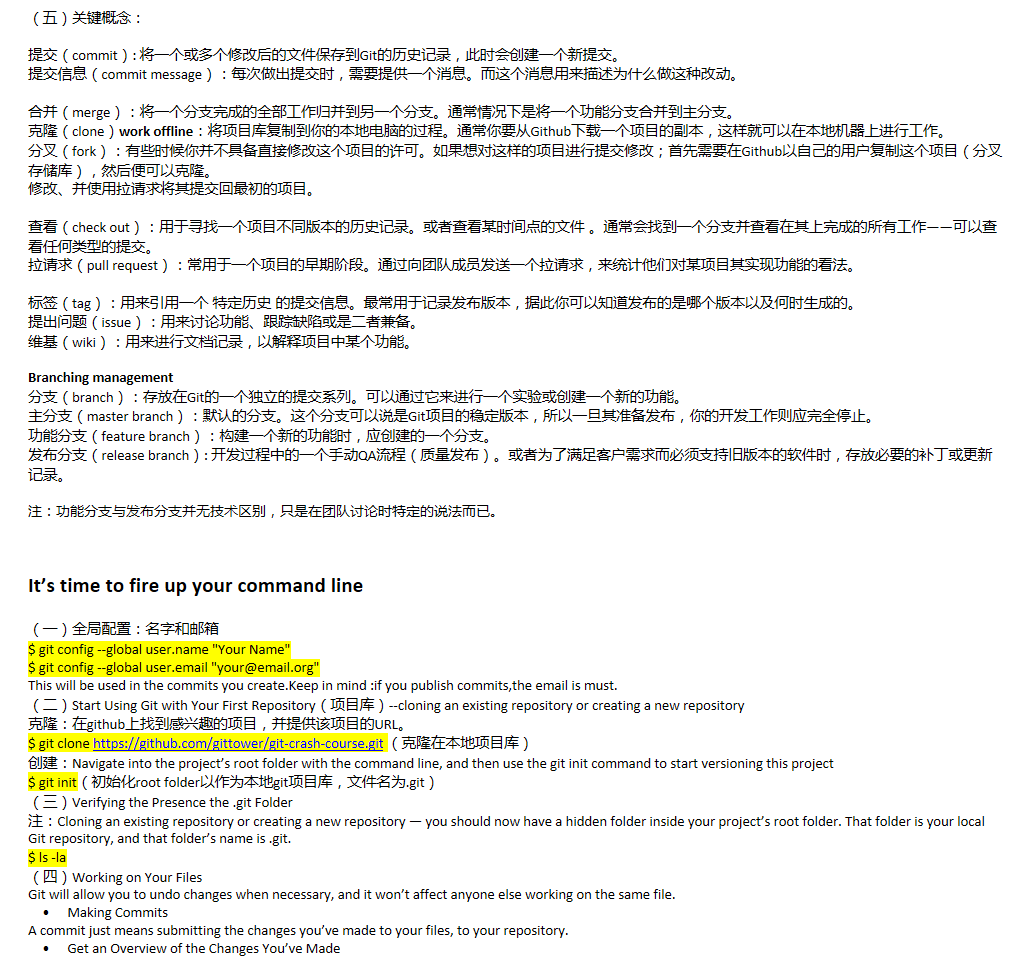 （五）关键概念：
提交（commit）: 将一个或多个修改后的文件保存到Git的历史记录，此时会创建一个新提交。
提交信息（commit message）：每次做出提交时，需要提供一个消息。而这个消息用来描述为什么做这种改动。
合并（merge）：将一个分支完成的全部工作归并到另一个分支。通常情况下是将一个功能分支合并到主分支。
克隆（clone）work offline：将项目库复制到你的本地电脑的过程。通常你要从Github下载一个项目的副本，这样就可以在本地机器上进行工作。
分叉（fork）：有些时候你并不具备直接修改这个项目的许可。如果想对这样的项目进行提交修改；首先需要在Github以自己的用户复制这个项目（分叉
存储库），然后便可以克隆。
修改、并使用拉请求将其提交回最初的项目。
查看（check out）：用于寻找一个项目不同版本的历史记录。或者查看某时间点的文件 。通常会找到一个分支并查看在其上完成的所有工作——可以查
看任何类型的提交。
拉请求（pull request）：常用于一个项目的早期阶段。通过向团队成员发送一个拉请求，来统计他们对某项目其实现功能的看法。
标签（tag）：用来引用一个 特定历史 的提交信息。最常用于记录发布版本，据此你可以知道发布的是哪个版本以及何时生成的。
提出问题（issue）：用来讨论功能、跟踪缺陷或是二者兼备。
维基（wiki）：用来进行文档记录，以解释项目中某个功能。
Branching management
分支（branch）：存放在Git的一个独立的提交系列。可以通过它来进行一个实验或创建一个新的功能。
主分支（master branch）：默认的分支。这个分支可以说是Git项目的稳定版本，所以一旦其准备发布，你的开发工作则应完全停止。
功能分支（feature branch）：构建一个新的功能时，应创建的一个分支。
发布分支（release branch）: 开发过程中的一个手动QA流程（质量发布）。或者为了满足客户需求而必须支持旧版本的软件时，存放必要的补丁或更新
记录。
注：功能分支与发布分支并无技术区别，只是在团队讨论时特定的说法而已。
It’s time to fire up your command line
（一）全局配置：名字和邮箱
$ git config --global user.name "Your Name"
$ git config --global user.email "your@email.org"
This will be used in the commits you create.Keep in mind :if you publish commits,the email is must.
（二）Start Using Git with Your First Repository（项目库）--cloning an existing repository or creating a new repository
克隆：在github上找到感兴趣的项目，并提供该项目的URL。
$ git clone https://github.com/gittower/git-crash-course.git（克隆在本地项目库）
创建：Navigate into the project’s root folder with the command line, and then use the git init command to start versioning this project
$ git init（初始化root folder以作为本地git项目库，文件名为.git）
（三）Verifying the Presence the .git Folder
注：Cloning an existing repository or creating a new repository — you should now have a hidden folder inside your project’s root folder. That folder is your local
Git repository, and that folder’s name is .git.
$ ls -la
（四）Working on Your Files
Git will allow you to undo changes when necessary, and it won’t affect anyone else working on the same file.
• Making Commits
A commit just means submitting the changes you’ve made to your files, to your repository.
• Get an Overview of the Changes You’ve Made